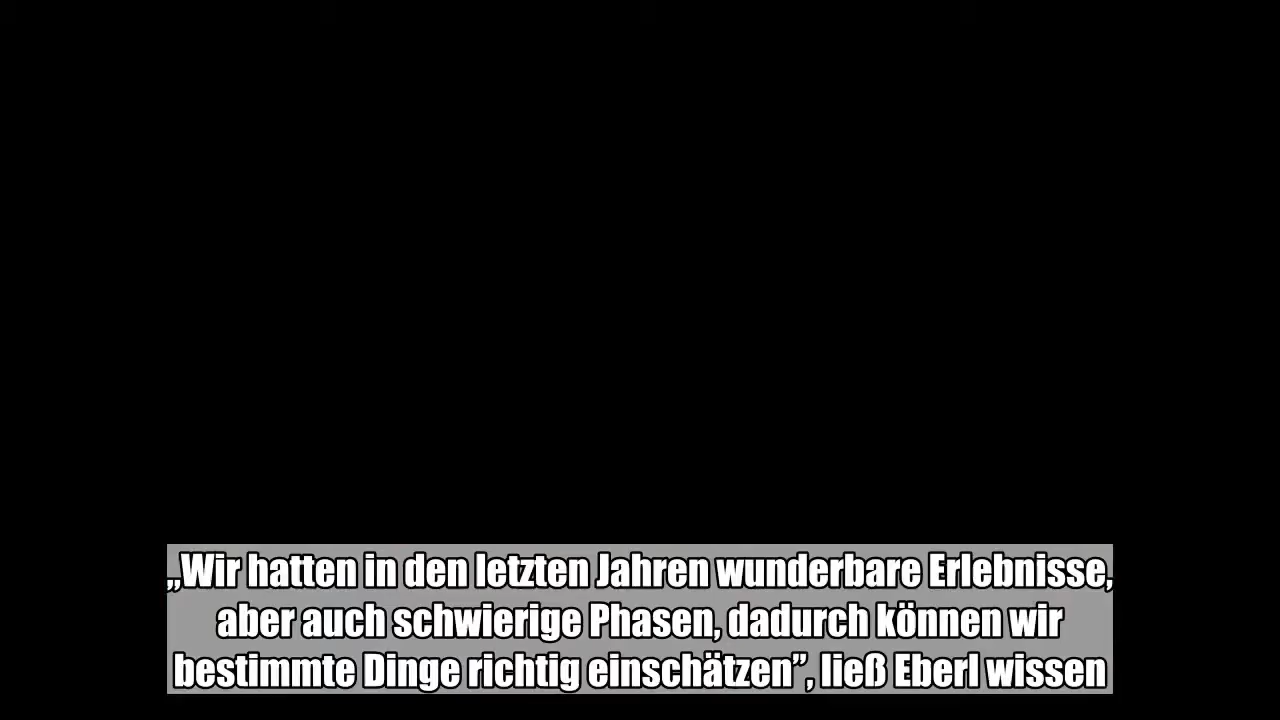 „Wir hatten in den letzten Jahren wunderbare Erlebnisse,
aber auch schwierige Phasen, dadurch können wir
bestimmte Dinge richtig einschätzen”, ließ Eberl wissen